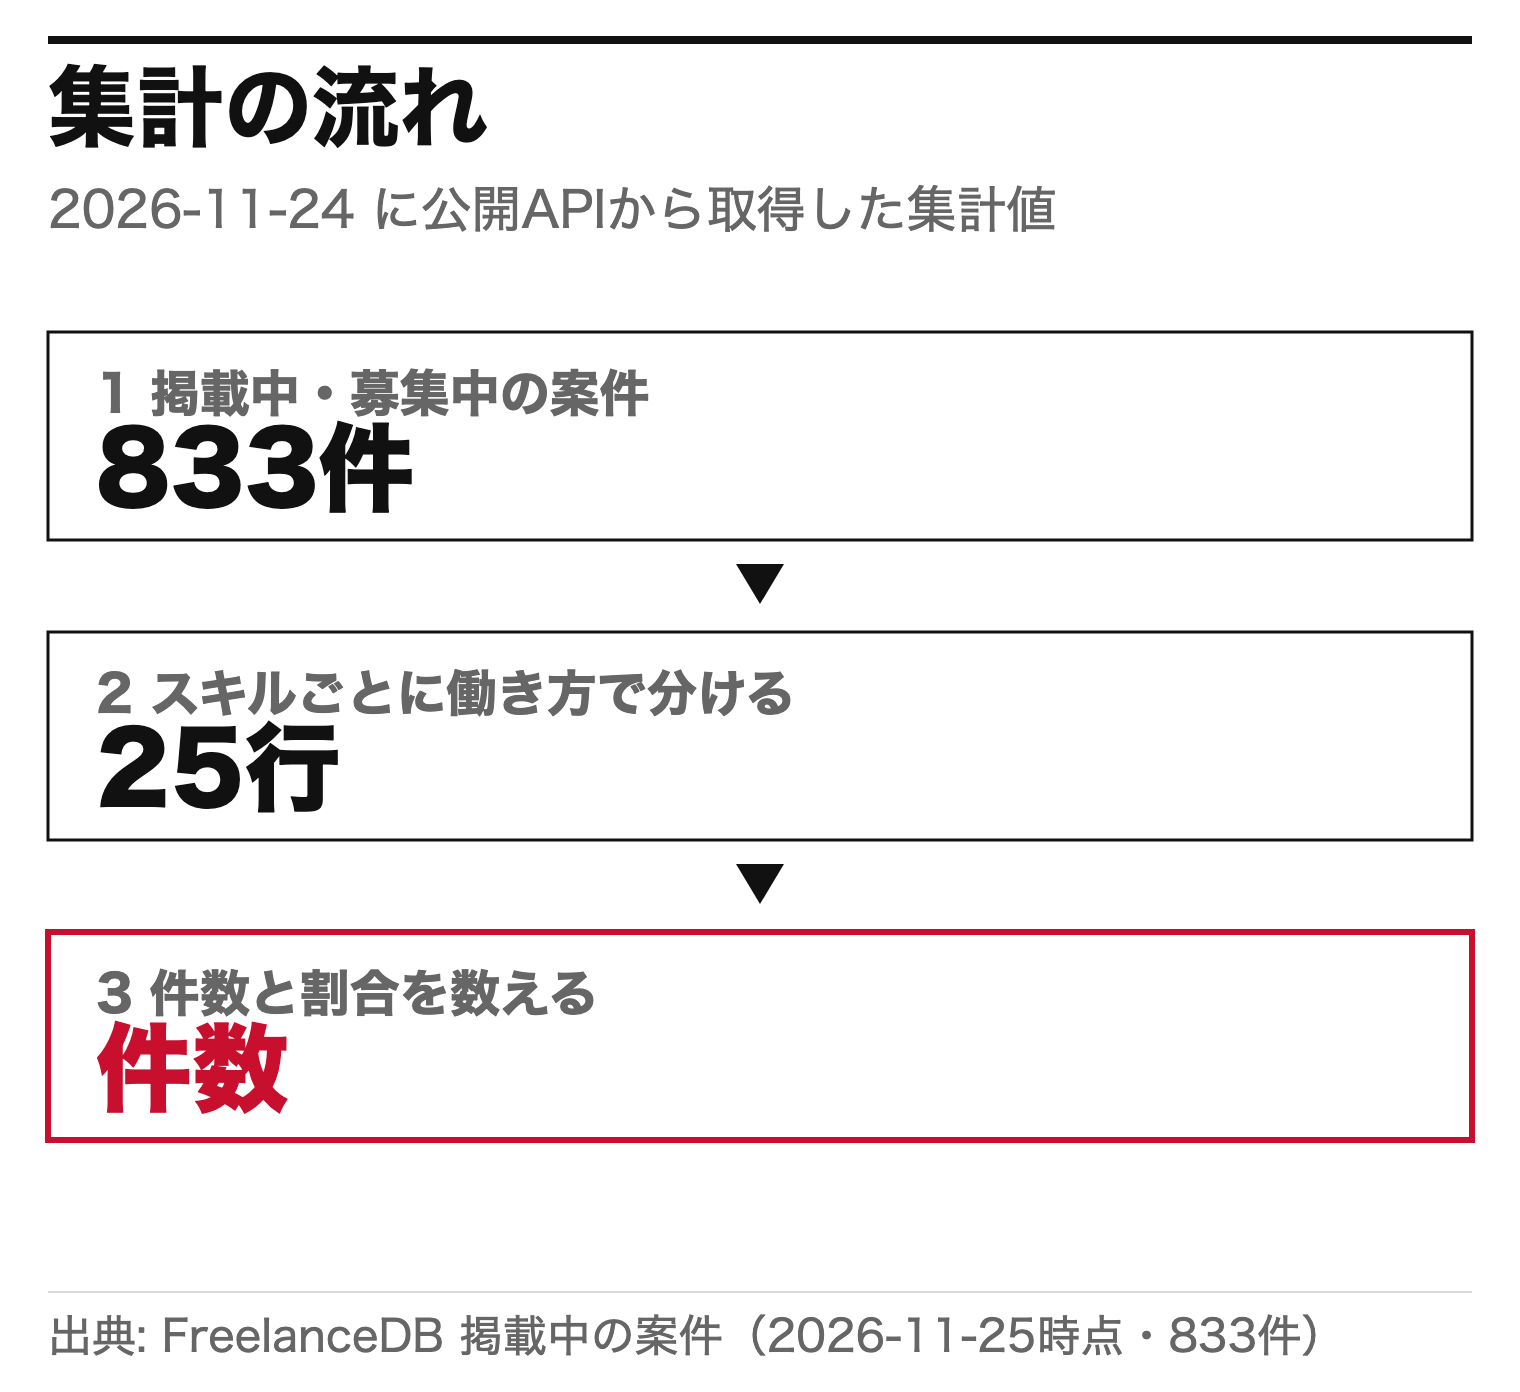 集計の流れ
2026-11-24 に公開APIから取得した集計値
1 掲載中・募集中の案件
833件
2 スキルごとに働き方で分ける
25行
3 件数と割合を数える
件数
出典: FreelanceDB 掲載中の案件（2026-11-25時点・833件）